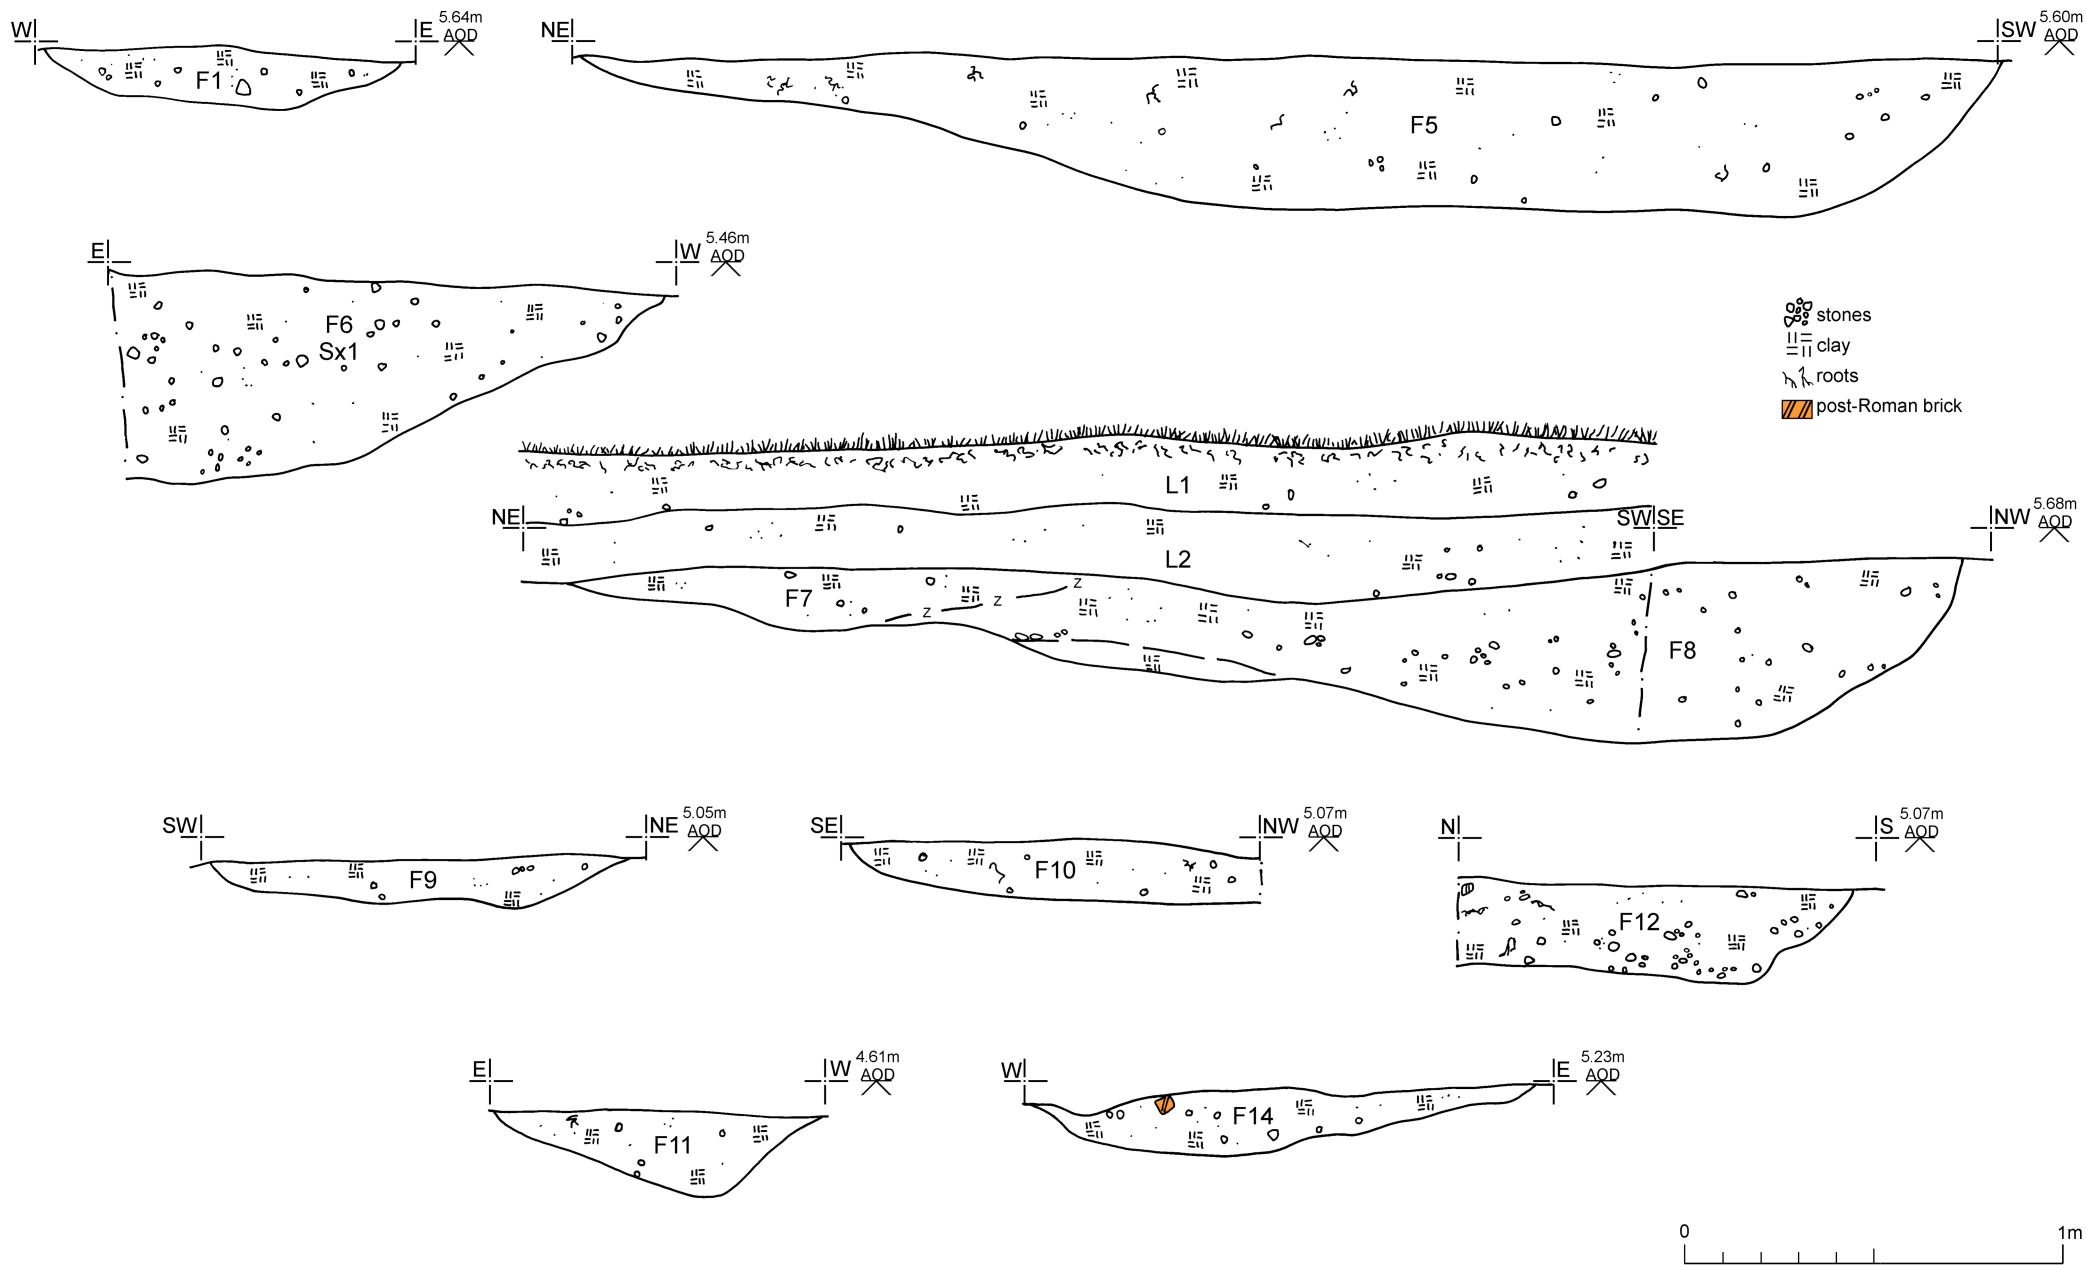 W E 5.64m AOD
F1
NE SW 5.60m AOD
F5
E W 5.46m AOD
F6
Sx1
stones
clay
roots
post-Roman brick
L1
NE SW SE NW 5.68m AOD
L2
F7 z z z
F8
SW NE 5.05m AOD
F9
SE NW 5.07m AOD
F10
N S 5.07m AOD
F12
E W 4.61m AOD
F11
W E 5.23m AOD
F14
0 1m